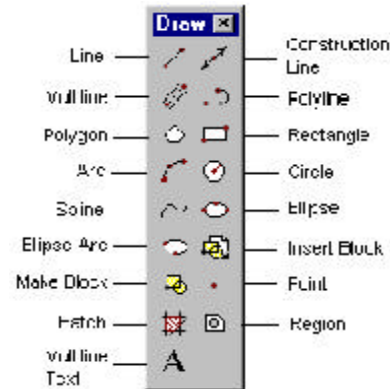 Draw
Line
Construction
Line
Multiline
Polyline
Polygon
Rectangle
Arc
Circle
Spline
Ellipse
Ellipse Arc
Insert Block
Make Block
Point
Hatch
Region
Multiline
Text
A